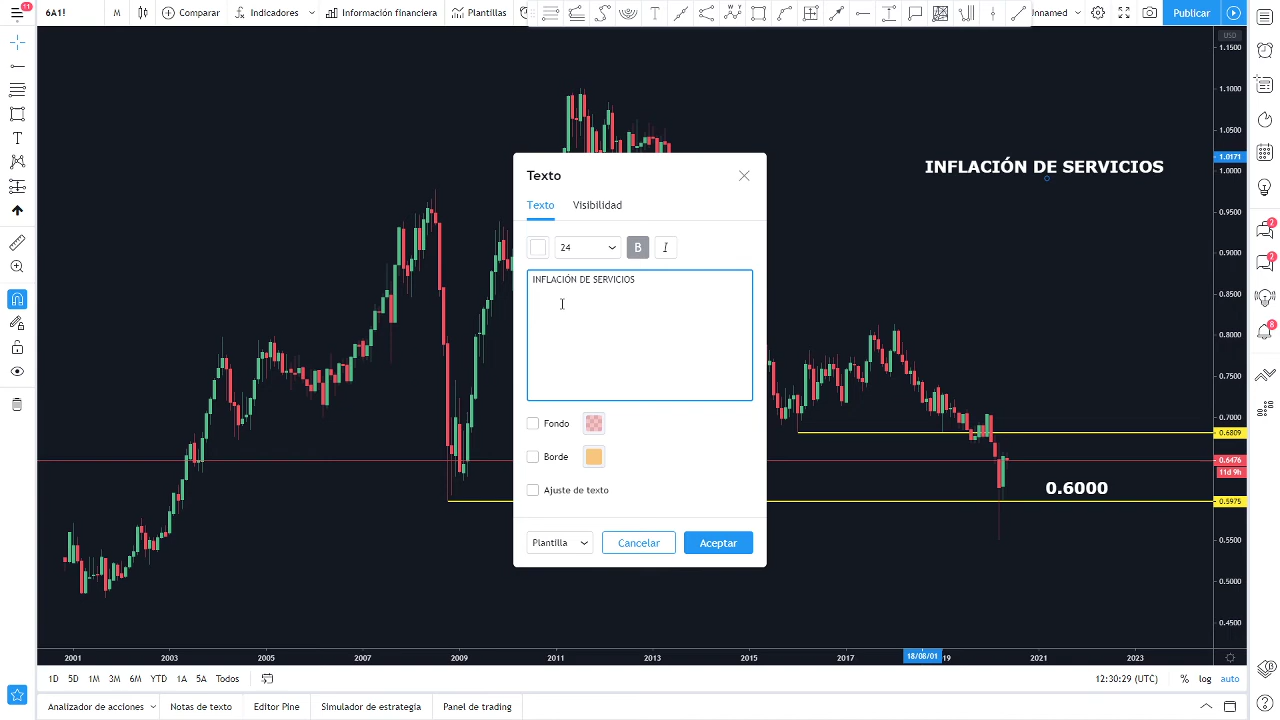 11
6A1!
M
Comparar
Indicadores
Información financiera
Plantillas
Unnamed
Publicar
USD
1.1500
1.1000
1.0500
1.0171
1.0000
0.9500
0.9000
0.8500
0.8000
0.7500
0.7000
0.6809
0.6476
11d 9h
0.5975
0.5500
0.5000
0.4500
INFLACIÓN DE SERVICIOS
0.6000
Texto
Texto
Visibilidad
24
B
I
INFLACIÓN DE SERVICIOS
Fondo
Borde
Ajuste de texto
Plantilla
Cancelar
Aceptar
2
2
8
2001
2003
2005
2007
2009
2011
2013
2015
2017
18/08/01
19
2021
2023
1D
5D
1M
3M
6M
YTD
1A
5A
Todos
12:30:29 (UTC)
%
log
auto
Analizador de acciones
Notas de texto
Editor Pine
Simulador de estrategia
Panel de trading